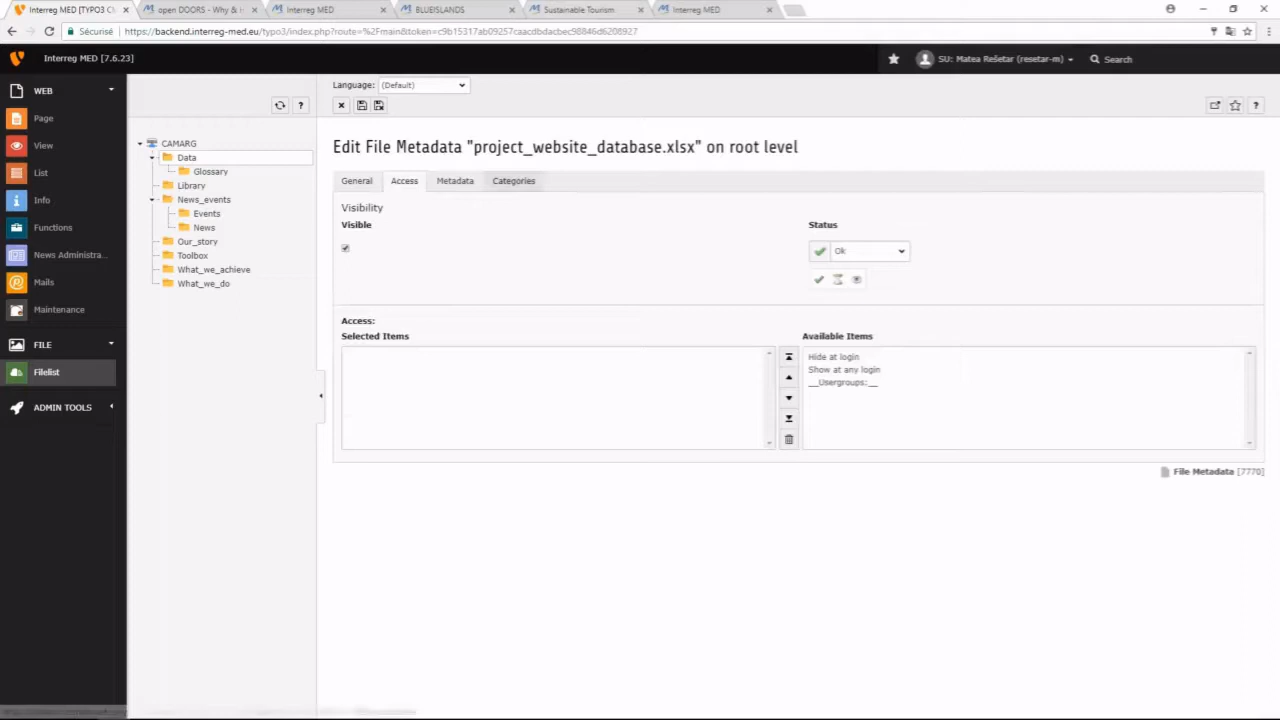 Interreg MED [TYPO3 C
open DOORS - Why & 
Interreg MED
BLUEISLANDS
Sustainable Tourism
Interreg MED
Sécurisé
https://backend.interreg-med.eu/typo3/index.php?route=%2Fmain&token=c9b15317ab09257caacdbdacbec98846d6208927
Interreg MED [7.6.23]
SU: Matea Rešetar (resetar-m)
Search
WEB
Page
View
List
Info
Functions
News Administra...
Mails
Maintenance
FILE
Filelist
ADMIN TOOLS
CAMARG
Data
Glossary
Library
News_events
Events
News
Our_story
Toolbox
What_we_achieve
What_we_do
Language: (Default)
Edit File Metadata "project_website_database.xlsx" on root level
General Access Metadata Categories
Visibility
Visible
Status
Ok
Access:
Selected Items
Available Items
Hide at login
Show at any login
__Usergroups:__
File Metadata [7770]